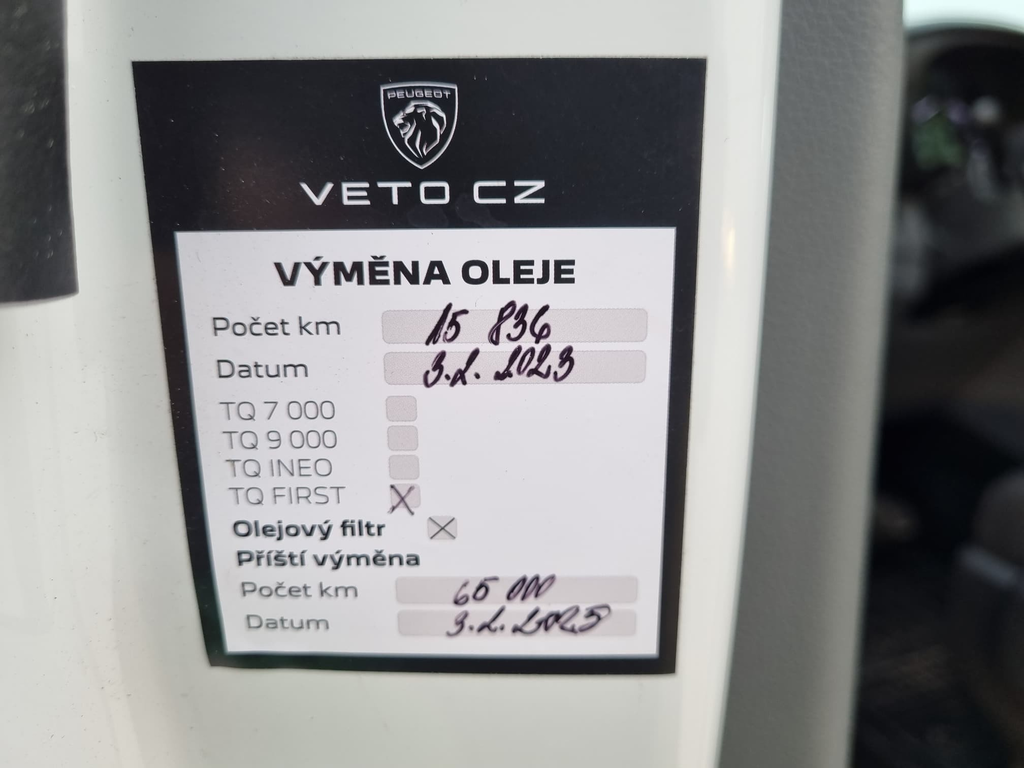 PEUGEOT
VETO CZ
VÝMĚNA OLEJE
Počet km 15 836
Datum 3.2.2023
TQ 7 000
TQ 9 000
TQ INEO
TQ FIRST X
Olejový filtr X
Příští výměna
Počet km 65 000
Datum 3.2.2025